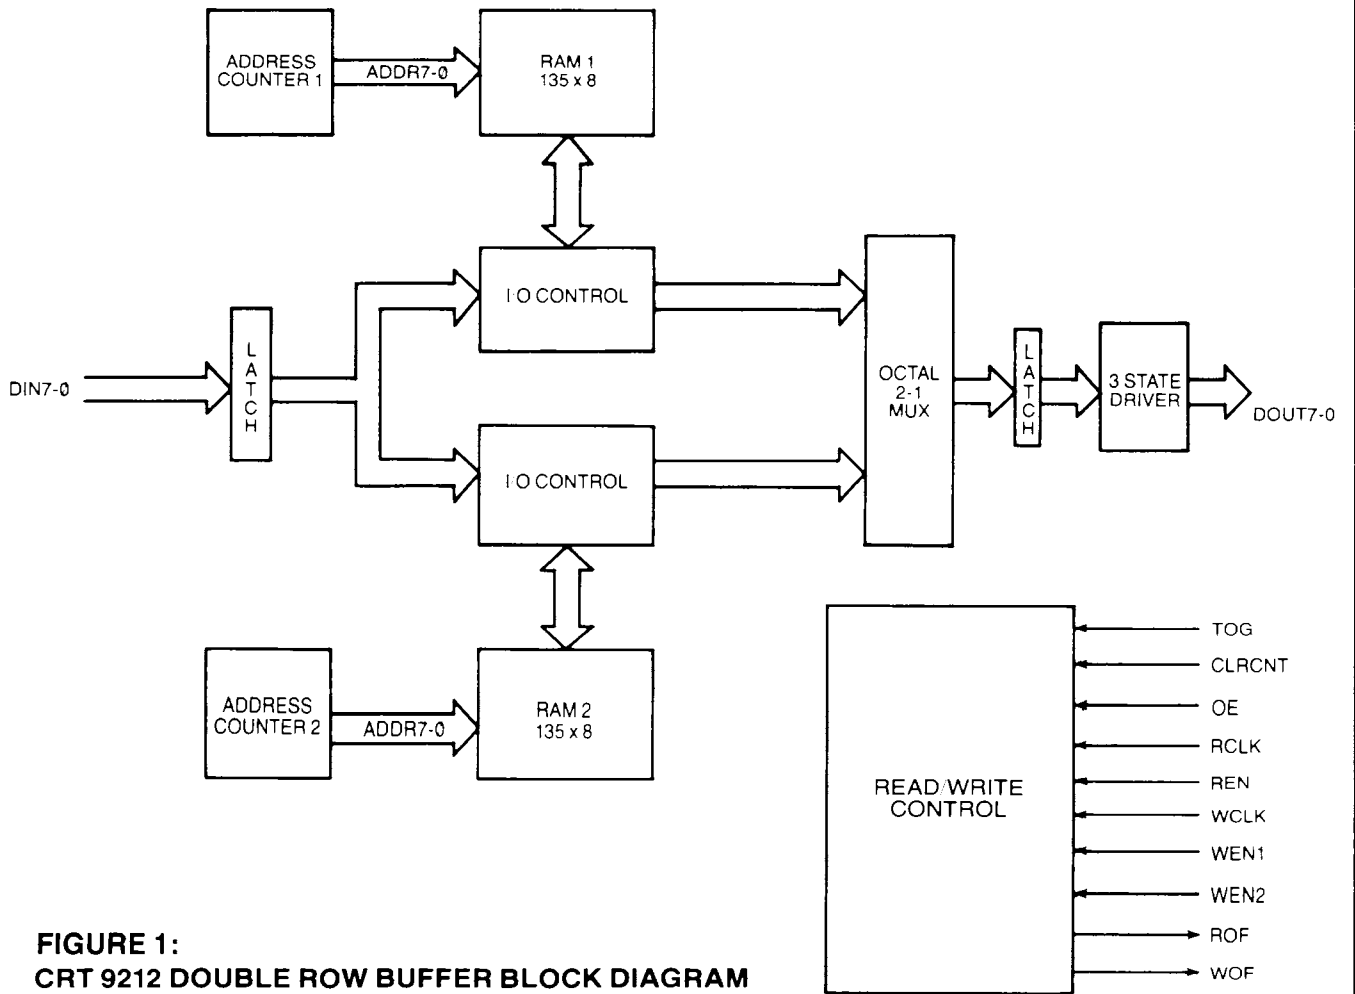 ADDRESS
COUNTER 1
ADDR7-0
RAM 1
135 x 8
I/O CONTROL
L
A
T
C
H
DIN7-0
OCTAL
2-1
MUX
L
A
T
C
H
3 STATE
DRIVER
DOUT7-0
I/O CONTROL
ADDRESS
COUNTER 2
ADDR7-0
RAM 2
135 x 8
READ/WRITE
CONTROL
TOG
CLRCNT
OE
RCLK
REN
WCLK
WEN1
WEN2
ROF
WOF
FIGURE 1:
CRT 9212 DOUBLE ROW BUFFER BLOCK DIAGRAM